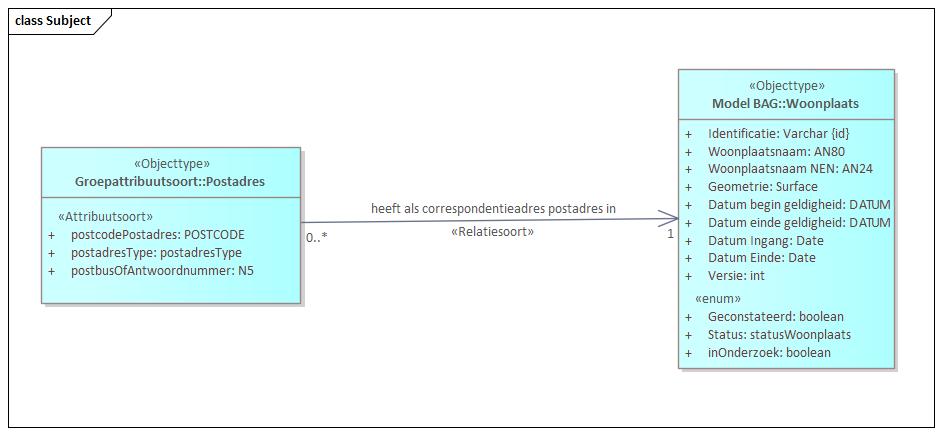 class Subject
«Objecttype»
Groepattribuutsoort::Postadres
«Attribuutsoort»
+ postcodePostadres: POSTCODE
+ postadresType: postadresType
+ postbusOfAntwoordnummer: N5
heeft als correspondentieadres postadres in
0..*
«Relatiesoort»
1
«Objecttype»
Model BAG::Woonplaats
+ Identificatie: Varchar {id}
+ Woonplaatsnaam: AN80
+ Woonplaatsnaam NEN: AN24
+ Geometrie: Surface
+ Datum begin geldigheid: DATUM
+ Datum einde geldigheid: DATUM
+ Datum Ingang: Date
+ Datum Einde: Date
+ Versie: int
«enum»
+ Geconstateerd: boolean
+ Status: statusWoonplaats
+ inOnderzoek: boolean